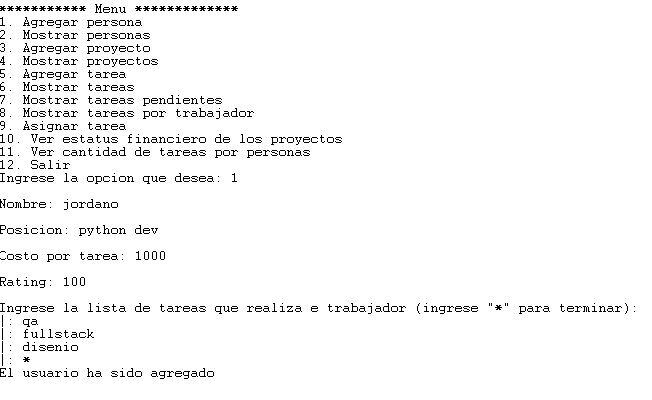 *********** Menu *************
1. Agregar persona
2. Mostrar personas
3. Agregar proyecto
4. Mostrar proyectos
5. Agregar tarea
6. Mostrar tareas
7. Mostrar tareas pendientes
8. Mostrar tareas por trabajador
9. Asignar tarea
10. Ver estatus financiero de los proyectos
11. Ver cantidad de tareas por personas
12. Salir
Ingrese la opcion que desea: 1
Nombre: jordano
Posicion: python dev
Costo por tarea: 1000
Rating: 100
Ingrese la lista de tareas que realiza e trabajador (ingrese "*" para terminar):
|: qa
|: fullstack
|: disenio
|: *
El usuario ha sido agregado